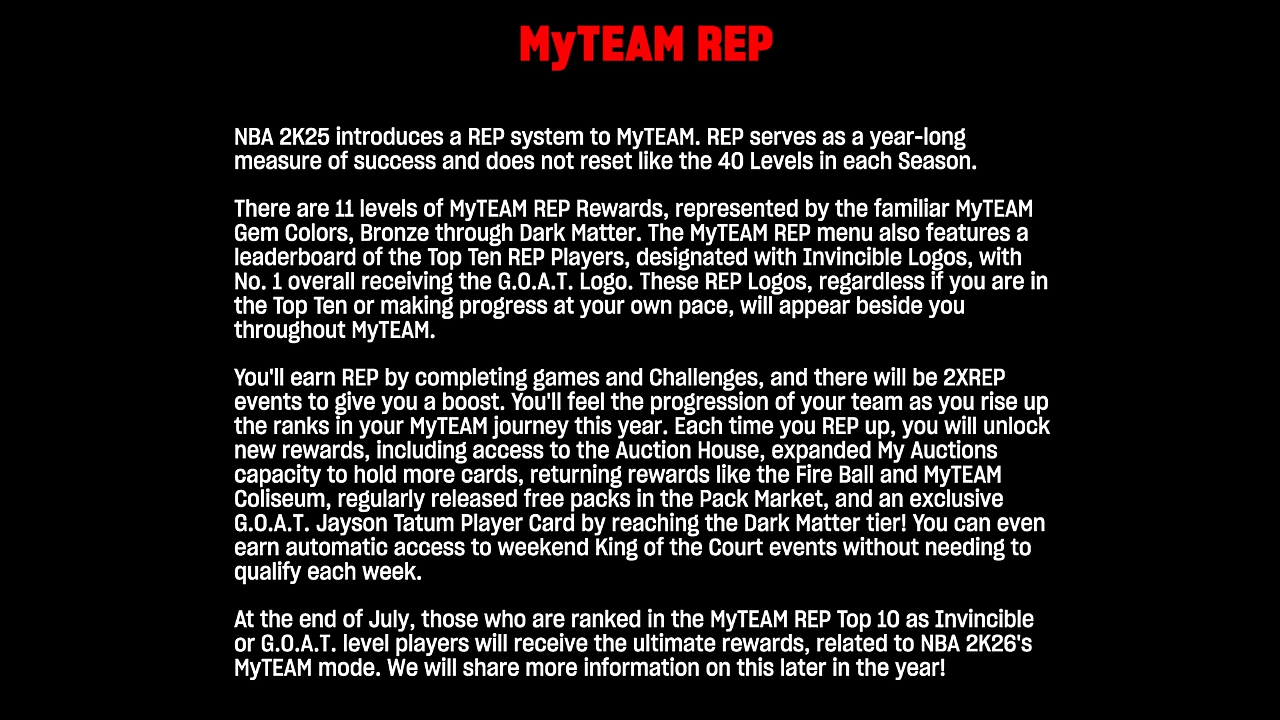 MyTEAM REP
NBA 2K25 introduces a REP system to MyTEAM. REP serves as a year-long
measure of success and does not reset like the 40 Levels in each Season.
There are 11 levels of MyTEAM REP Rewards, represented by the familiar MyTEAM
Gem Colors, Bronze through Dark Matter. The MyTEAM REP menu also features a
leaderboard of the Top Ten REP Players, designated with Invincible Logos, with
No. 1 overall receiving the G.O.A.T. Logo. These REP Logos, regardless if you are in
the Top Ten or making progress at your own pace, will appear beside you
throughout MyTEAM.
You'll earn REP by completing games and Challenges, and there will be 2XREP
events to give you a boost. You'll feel the progression of your team as you rise up
the ranks in your MyTEAM journey this year. Each time you REP up, you will unlock
new rewards, including access to the Auction House, expanded My Auctions
capacity to hold more cards, returning rewards like the Fire Ball and MyTEAM
Coliseum, regularly released free packs in the Pack Market, and an exclusive
G.O.A.T. Jayson Tatum Player Card by reaching the Dark Matter tier! You can even
earn automatic access to weekend King of the Court events without needing to
qualify each week.
At the end of July, those who are ranked in the MyTEAM REP Top 10 as Invincible
or G.O.A.T. level players will receive the ultimate rewards, related to NBA 2K26's
MyTEAM mode. We will share more information on this later in the year!